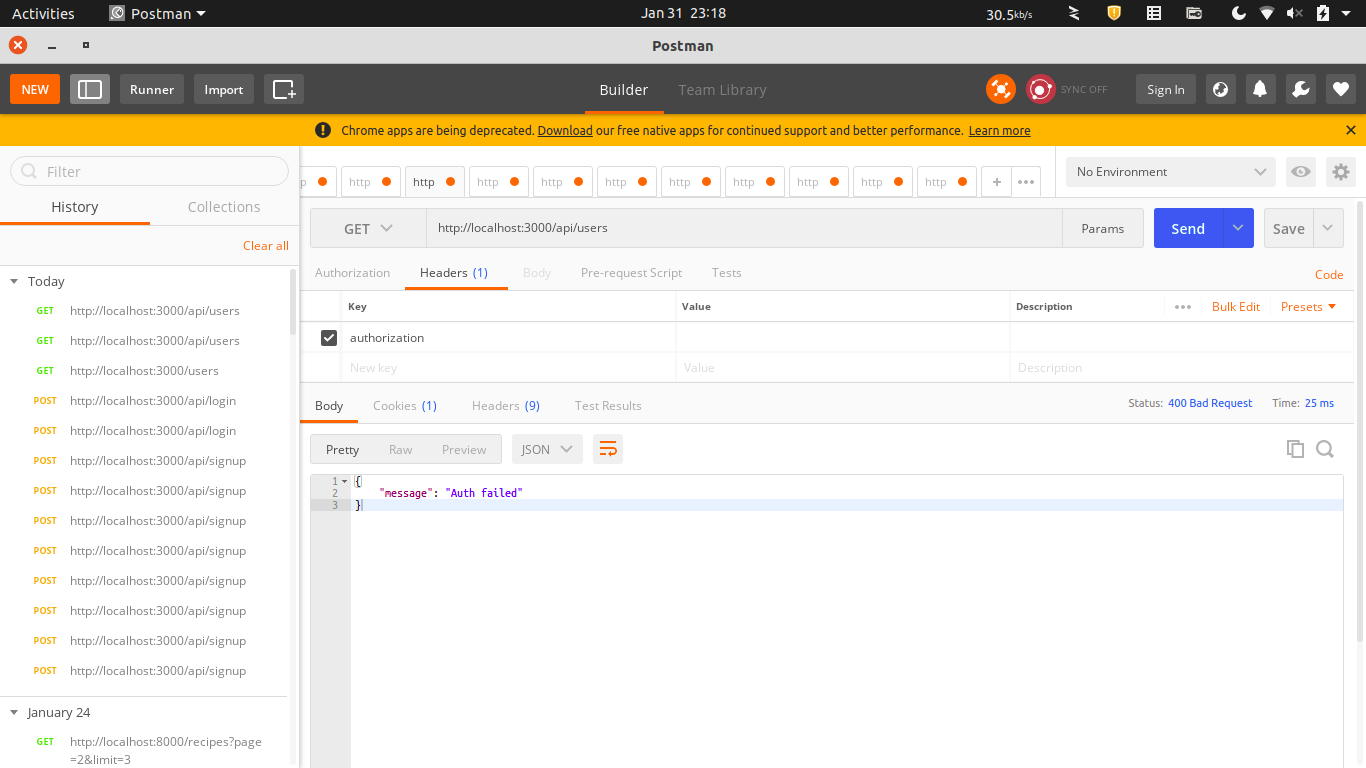 Activities Postman Jan 31 23:18 30.5kb/s
Postman
NEW Runner Import Builder Team Library SYNC OFF Sign In
Chrome apps are being deprecated. Download our free native apps for continued support and better performance. Learn more
Filter
p http http http http http http http http http http + ••• No Environment
History Collections
GET http://localhost:3000/api/users Params Send Save
Clear all
Authorization Headers (1) Body Pre-request Script Tests Code
Key Value Description ••• Bulk Edit Presets
authorization
New key Value Description
Today
GET http://localhost:3000/api/users
GET http://localhost:3000/api/users
GET http://localhost:3000/users
POST http://localhost:3000/api/login
POST http://localhost:3000/api/login
POST http://localhost:3000/api/signup
POST http://localhost:3000/api/signup
POST http://localhost:3000/api/signup
POST http://localhost:3000/api/signup
POST http://localhost:3000/api/signup
POST http://localhost:3000/api/signup
POST http://localhost:3000/api/signup
POST http://localhost:3000/api/signup
January 24
GET http://localhost:8000/recipes?page
=2&limit=3
Body Cookies (1) Headers (9) Test Results Status: 400 Bad Request Time: 25 ms
Pretty Raw Preview JSON
1 {
2 "message": "Auth failed"
3 }